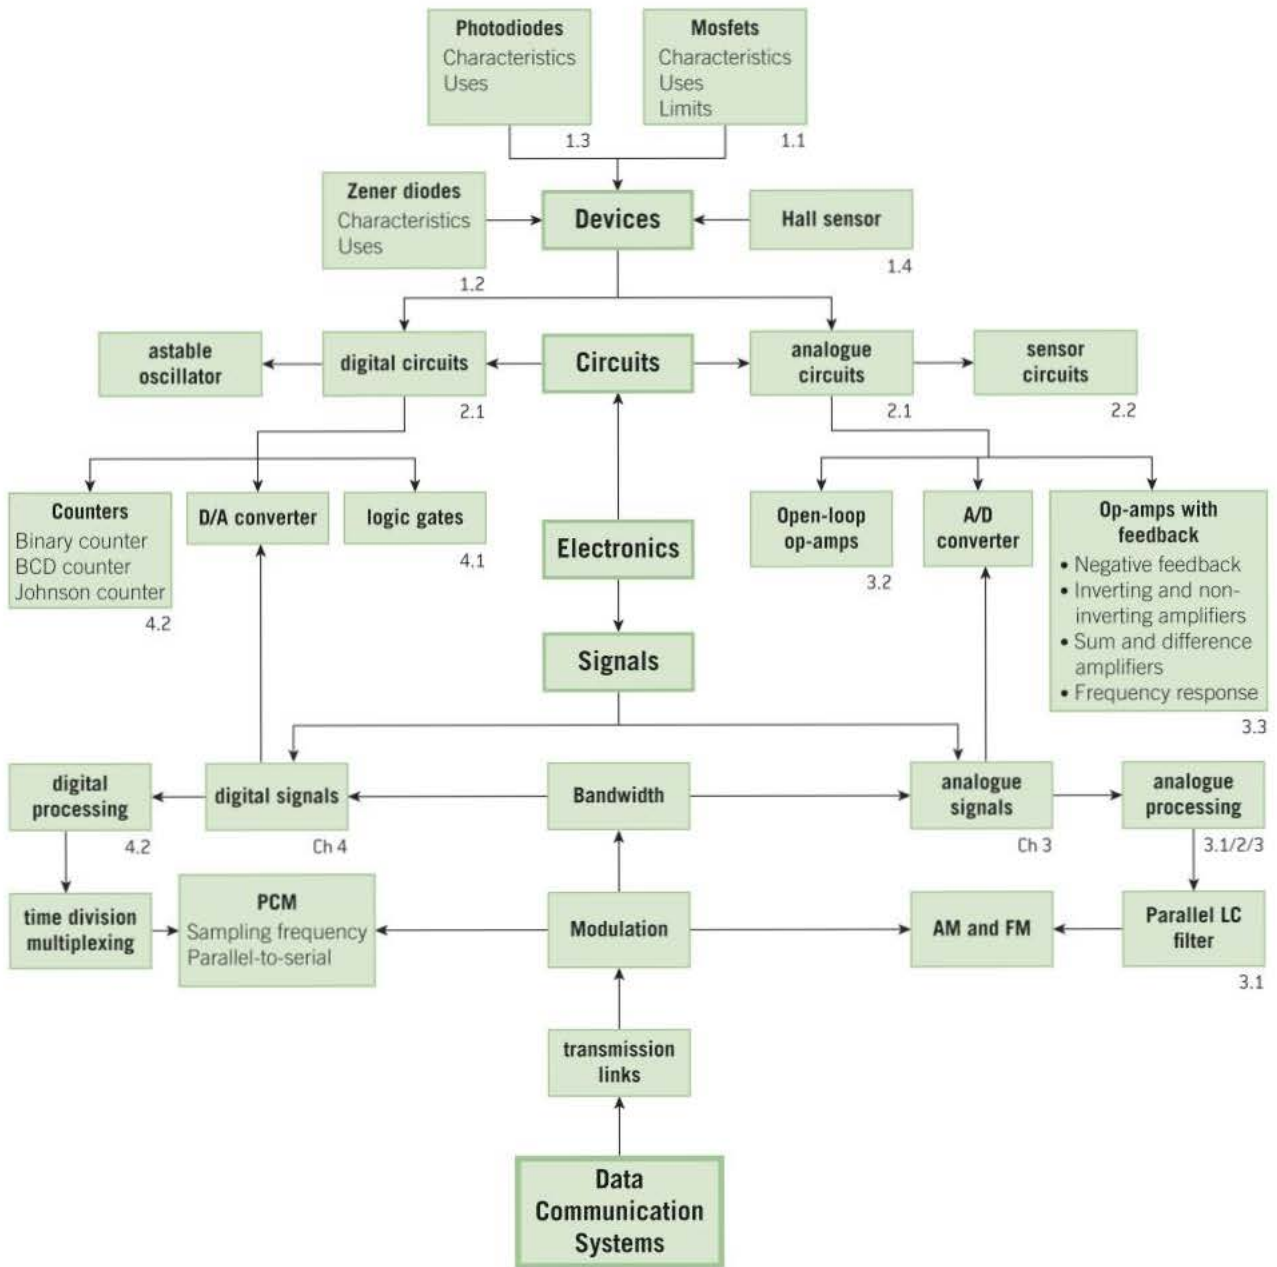 Photodiodes
Characteristics
Uses
1.3
Mosfets
Characteristics
Uses
Limits
1.1
Zener diodes
Characteristics
Uses
1.2
Devices
Hall sensor
1.4
astable
oscillator
digital circuits
2.1
Circuits
analogue
circuits
2.1
sensor
circuits
2.2
Counters
Binary counter
BCD counter
Johnson counter
4.2
D/A converter
logic gates
4.1
Electronics
Open-loop
op-amps
3.2
A/D
converter
Op-amps with
feedback
• Negative feedback
• Inverting and non-
inverting amplifiers
• Sum and difference
amplifiers
• Frequency response
3.3
Signals
digital
processing
4.2
digital signals
Ch 4
Bandwidth
analogue
signals
Ch 3
analogue
processing
3.1/2/3
time division
multiplexing
PCM
Sampling frequency
Parallel-to-serial
Modulation
AM and FM
Parallel LC
filter
3.1
transmission
links
Data
Communication
Systems